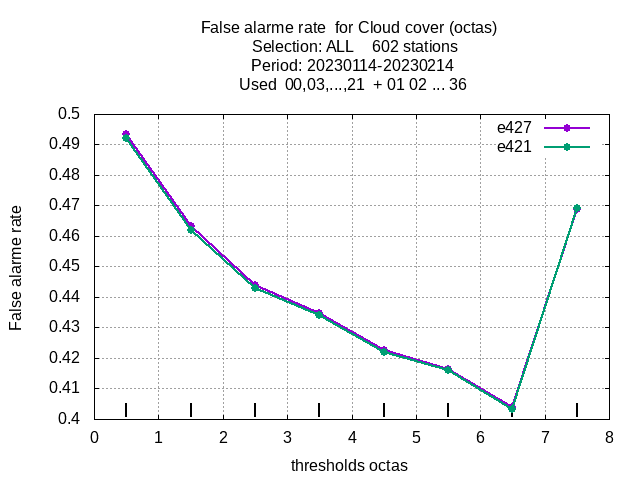 False alarme rate  for Cloud cover (octas)
Selection: ALL    602 stations
Period: 20230114-20230214
Used  00,03,...,21  + 01 02 ... 36
e427
e421
0.5
0.49
0.48
0.47
0.46
0.45
0.44
0.43
0.42
0.41
0.4
False alarme rate
0 1 2 3 4 5 6 7 8
thresholds octas